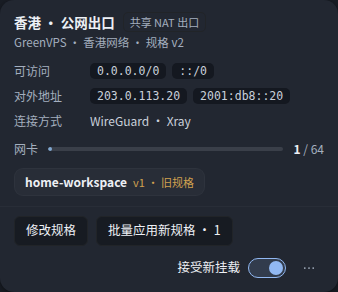 香港 · 公网出口 共享 NAT 出口
GreenVPS · 香港网络 · 规格 v2
可访问 0.0.0.0/0 ::/0
对外地址 203.0.113.20 2001:db8::20
连接方式 WireGuard · Xray
网卡 1 / 64
home-workspace v1 · 旧规格
修改规格 批量应用新规格 · 1
接受新挂载 ···